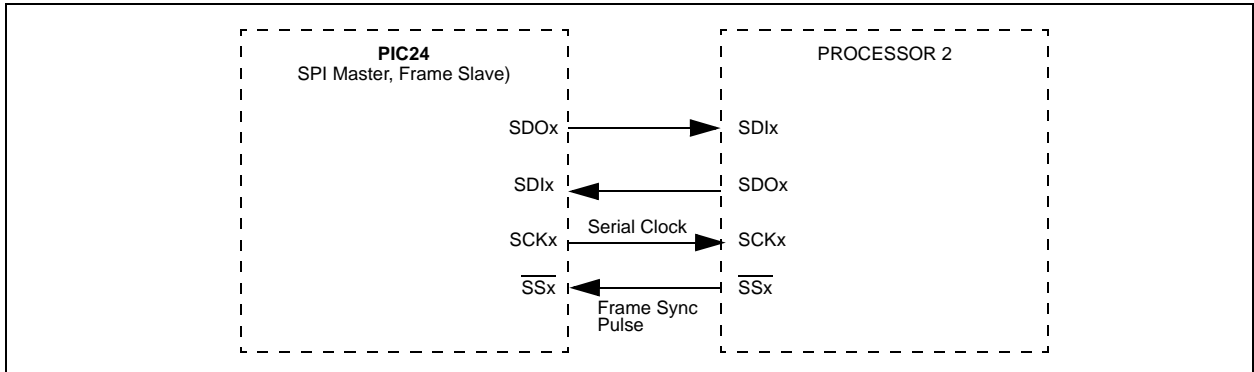 PIC24
SPI Master, Frame Slave)
PROCESSOR 2
SDOx
SDIx
SDIx
SDOx
SCKx
Serial Clock
SCKx
SSx
SSx
Frame Sync
Pulse